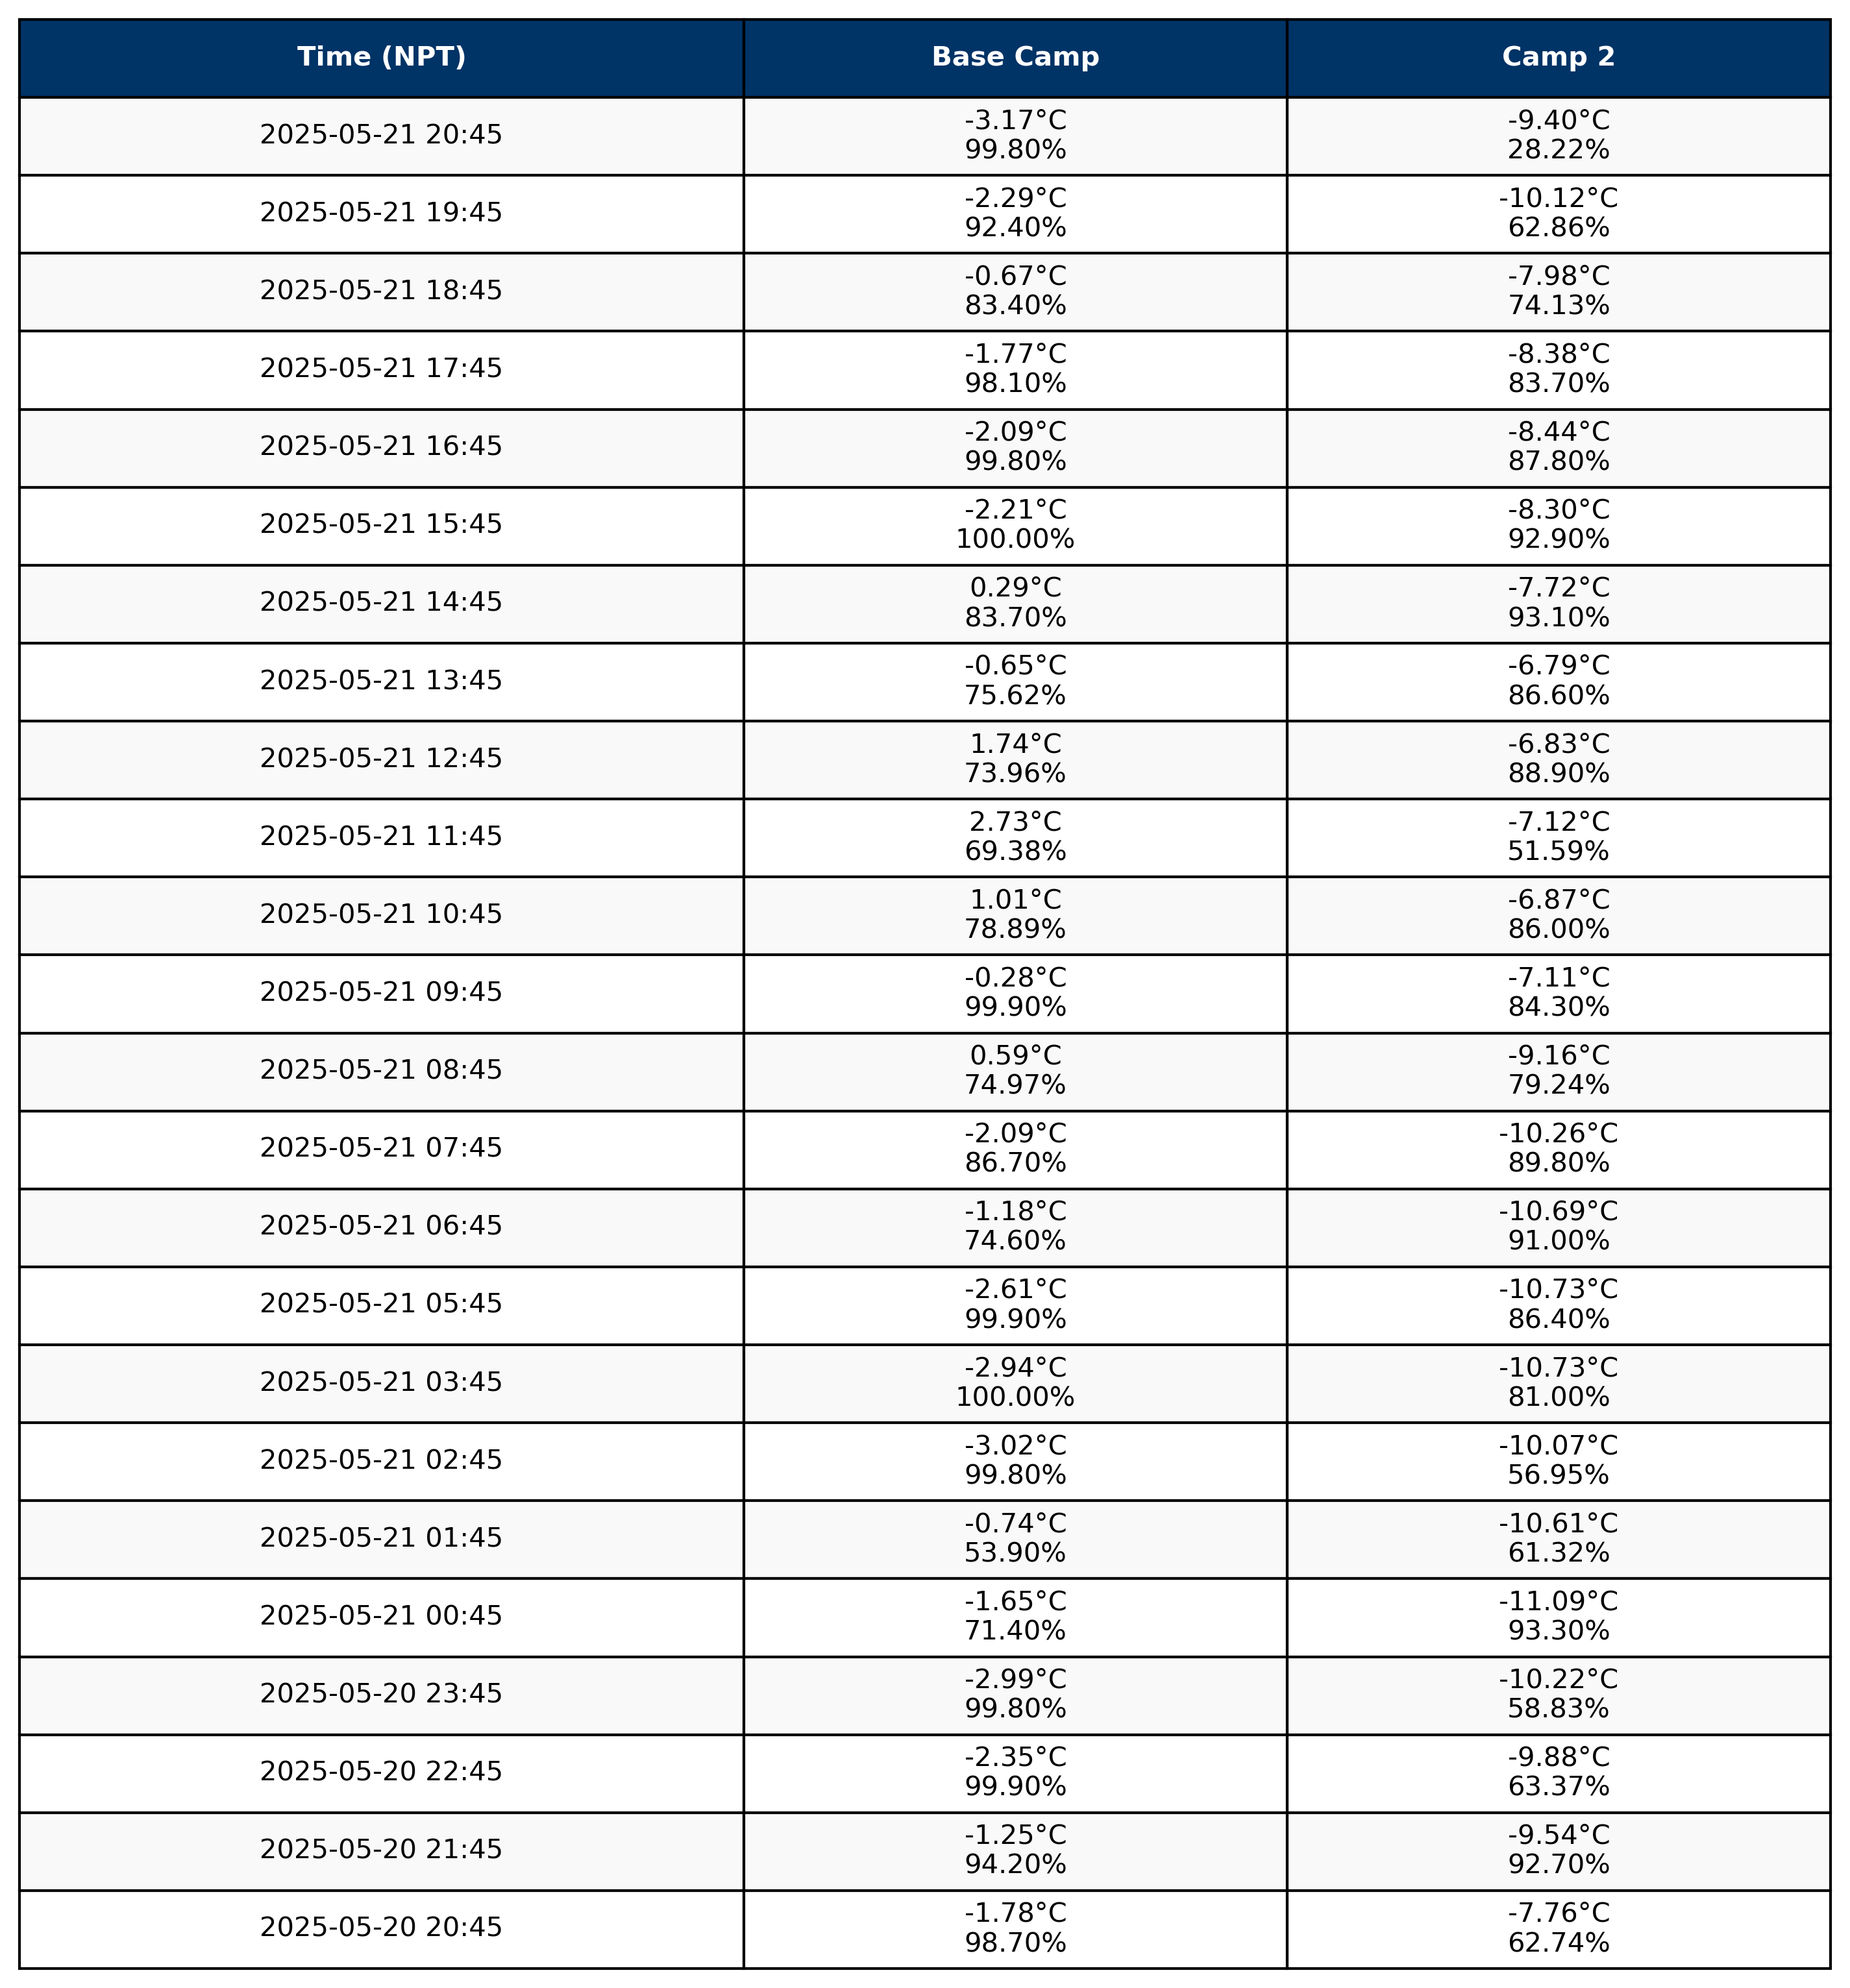 Time (NPT) Base Camp Camp 2
2025-05-21 20:45 -3.17°C -9.40°C
99.80% 28.22%
2025-05-21 19:45 -2.29°C -10.12°C
92.40% 62.86%
2025-05-21 18:45 -0.67°C -7.98°C
83.40% 74.13%
2025-05-21 17:45 -1.77°C -8.38°C
98.10% 83.70%
2025-05-21 16:45 -2.09°C -8.44°C
99.80% 87.80%
2025-05-21 15:45 -2.21°C -8.30°C
100.00% 92.90%
2025-05-21 14:45 0.29°C -7.72°C
83.70% 93.10%
2025-05-21 13:45 -0.65°C -6.79°C
75.62% 86.60%
2025-05-21 12:45 1.74°C -6.83°C
73.96% 88.90%
2025-05-21 11:45 2.73°C -7.12°C
69.38% 51.59%
2025-05-21 10:45 1.01°C -6.87°C
78.89% 86.00%
2025-05-21 09:45 -0.28°C -7.11°C
99.90% 84.30%
2025-05-21 08:45 0.59°C -9.16°C
74.97% 79.24%
2025-05-21 07:45 -2.09°C -10.26°C
86.70% 89.80%
2025-05-21 06:45 -1.18°C -10.69°C
74.60% 91.00%
2025-05-21 05:45 -2.61°C -10.73°C
99.90% 86.40%
2025-05-21 03:45 -2.94°C -10.73°C
100.00% 81.00%
2025-05-21 02:45 -3.02°C -10.07°C
99.80% 56.95%
2025-05-21 01:45 -0.74°C -10.61°C
53.90% 61.32%
2025-05-21 00:45 -1.65°C -11.09°C
71.40% 93.30%
2025-05-20 23:45 -2.99°C -10.22°C
99.80% 58.83%
2025-05-20 22:45 -2.35°C -9.88°C
99.90% 63.37%
2025-05-20 21:45 -1.25°C -9.54°C
94.20% 92.70%
2025-05-20 20:45 -1.78°C -7.76°C
98.70% 62.74%